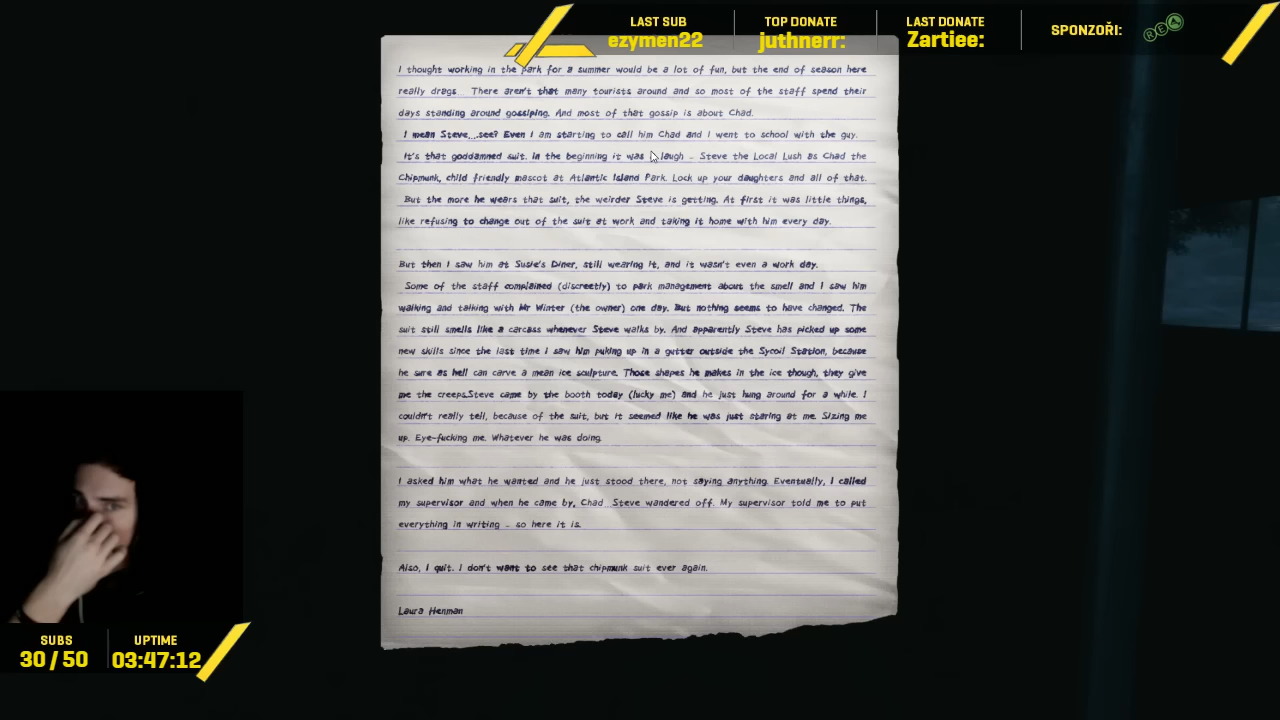 LAST SUB
ezymen22
TOP DONATE
juthnerr:
LAST DONATE
Zartiee:
SPONZOŘI:
I thought working in the park for a summer would be a lot of fun, but the end of season here
really drags... There aren't that many tourists around and so most of the staff spend their
days standing around gossiping. And most of that gossip is about Chad.
I mean Steve...see? Even I am starting to call him Chad and I went to school with the guy.
It's that goddamned suit. In the beginning it was laugh - Steve the Local Lush as Chad the
Chipmunk, child friendly mascot at Atlantic Island Park. Lock up your daughters and all of that.
But the more he wears that suit, the weirder Steve is getting. At first it was little things,
like refusing to change out of the suit at work and taking it home with him every day.
But then I saw him at Susie's Diner, still wearing it, and it wasn't even a work day.
Some of the staff complained (discreetly) to park management about the smell and I saw him
walking and talking with Mr Winter (the owner) one day. But nothing seems to have changed. The
suit still smells like a carcass whenever Steve walks by. And apparently Steve has picked up some
new skills since the last time I saw him puking up in a gutter outside the Sycoil Station, because
he sure as hell can carve a mean ice sculpture. Those shapes he makes in the ice though, they give
me the creeps.Steve came by the booth today (lucky me) and he just hung around for a while. I
couldn't really tell, because of the suit, but it seemed like he was just staring at me. Sizing me
up. Eye-fucking me. Whatever he was doing.
I asked him what he wanted and he just stood there, not saying anything. Eventually, I called
my supervisor and when he came by, Chad...Steve wandered off. My supervisor told me to put
everything in writing - so here it is.
Also, I quit. I don't want to see that chipmunk suit ever again.
Laura Henman
SUBS
30 / 50
UPTIME
03:47:12